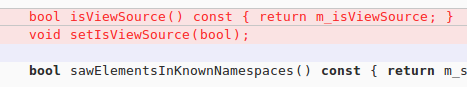 bool isViewSource() const { return m_isViewSource; }
void setIsViewSource(bool);
bool sawElementsInKnownNamespaces() const { return m_s